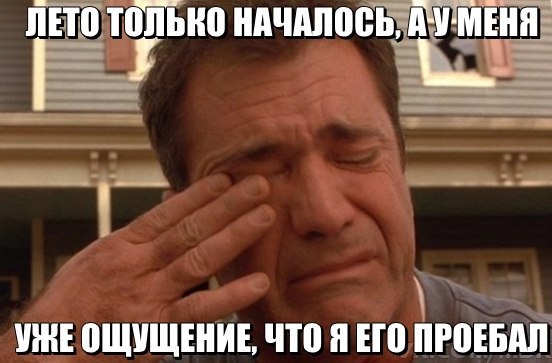 ЛЕТО ТОЛЬКО НАЧАЛОСЬ, А У МЕНЯ
УЖЕ ОЩУЩЕНИЕ, ЧТО Я ЕГО ПРОЕБАЛ